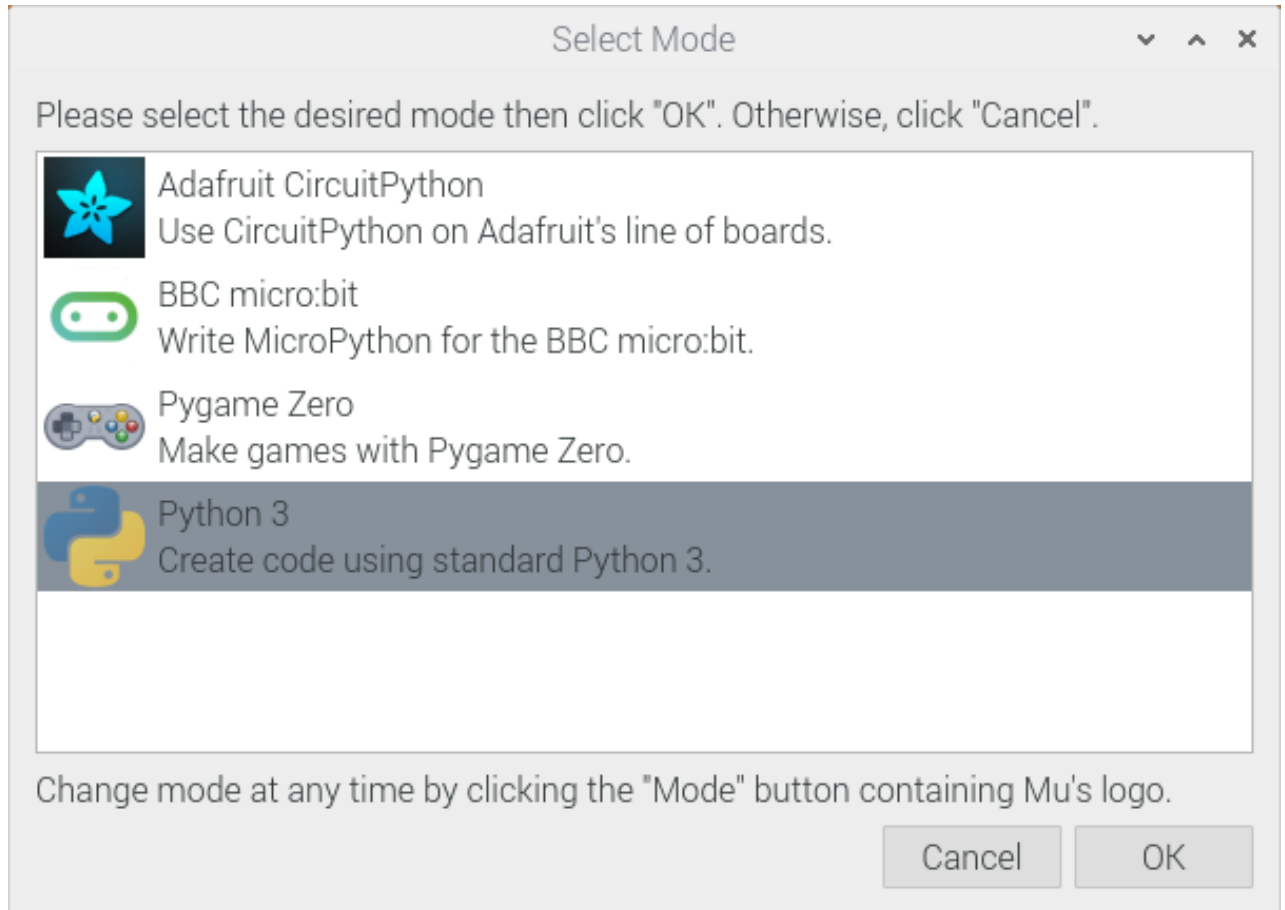 Select Mode
Please select the desired mode then click "OK". Otherwise, click "Cancel".
Adafruit CircuitPython
Use CircuitPython on Adafruit's line of boards.
BBC micro:bit
Write MicroPython for the BBC micro:bit.
Pygame Zero
Make games with Pygame Zero.
Python 3
Create code using standard Python 3.
Change mode at any time by clicking the "Mode" button containing Mu's logo.
Cancel OK